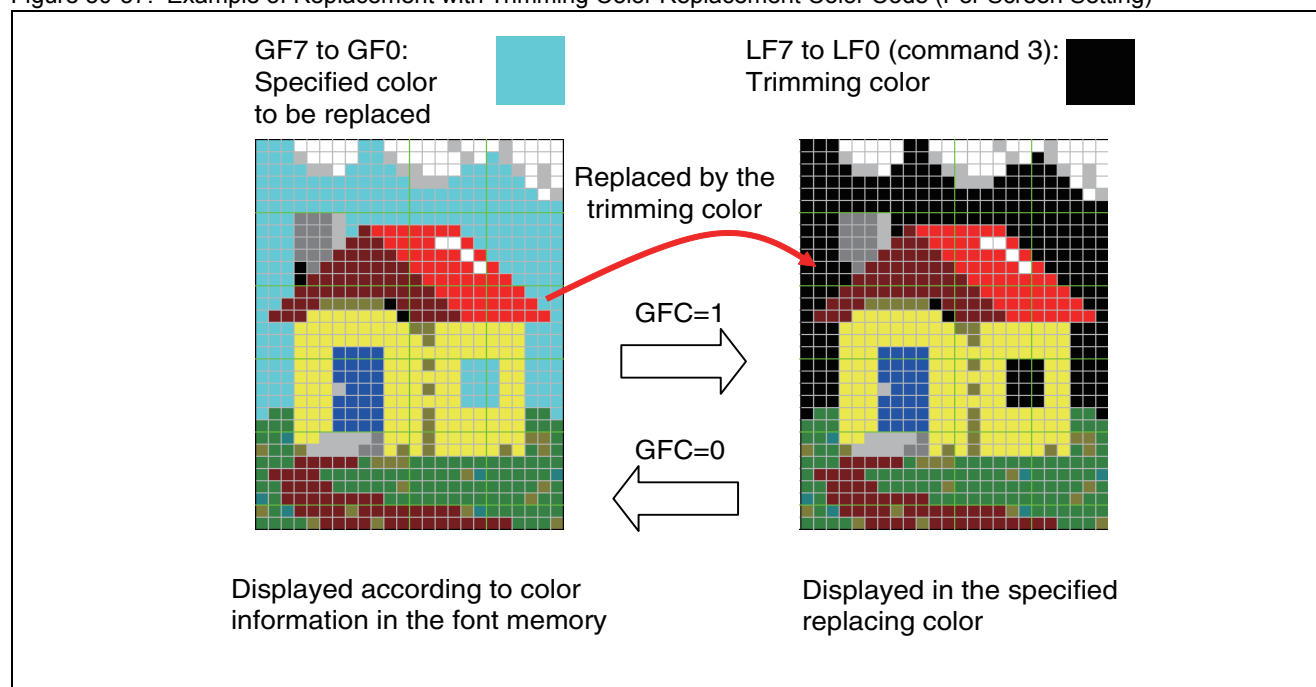 GF7 to GF0:
Specified color
to be replaced
LF7 to LF0 (command 3):
Trimming color
Replaced by the
trimming color
GFC=1
GFC=0
Displayed according to color
information in the font memory
Displayed in the specified
replacing color